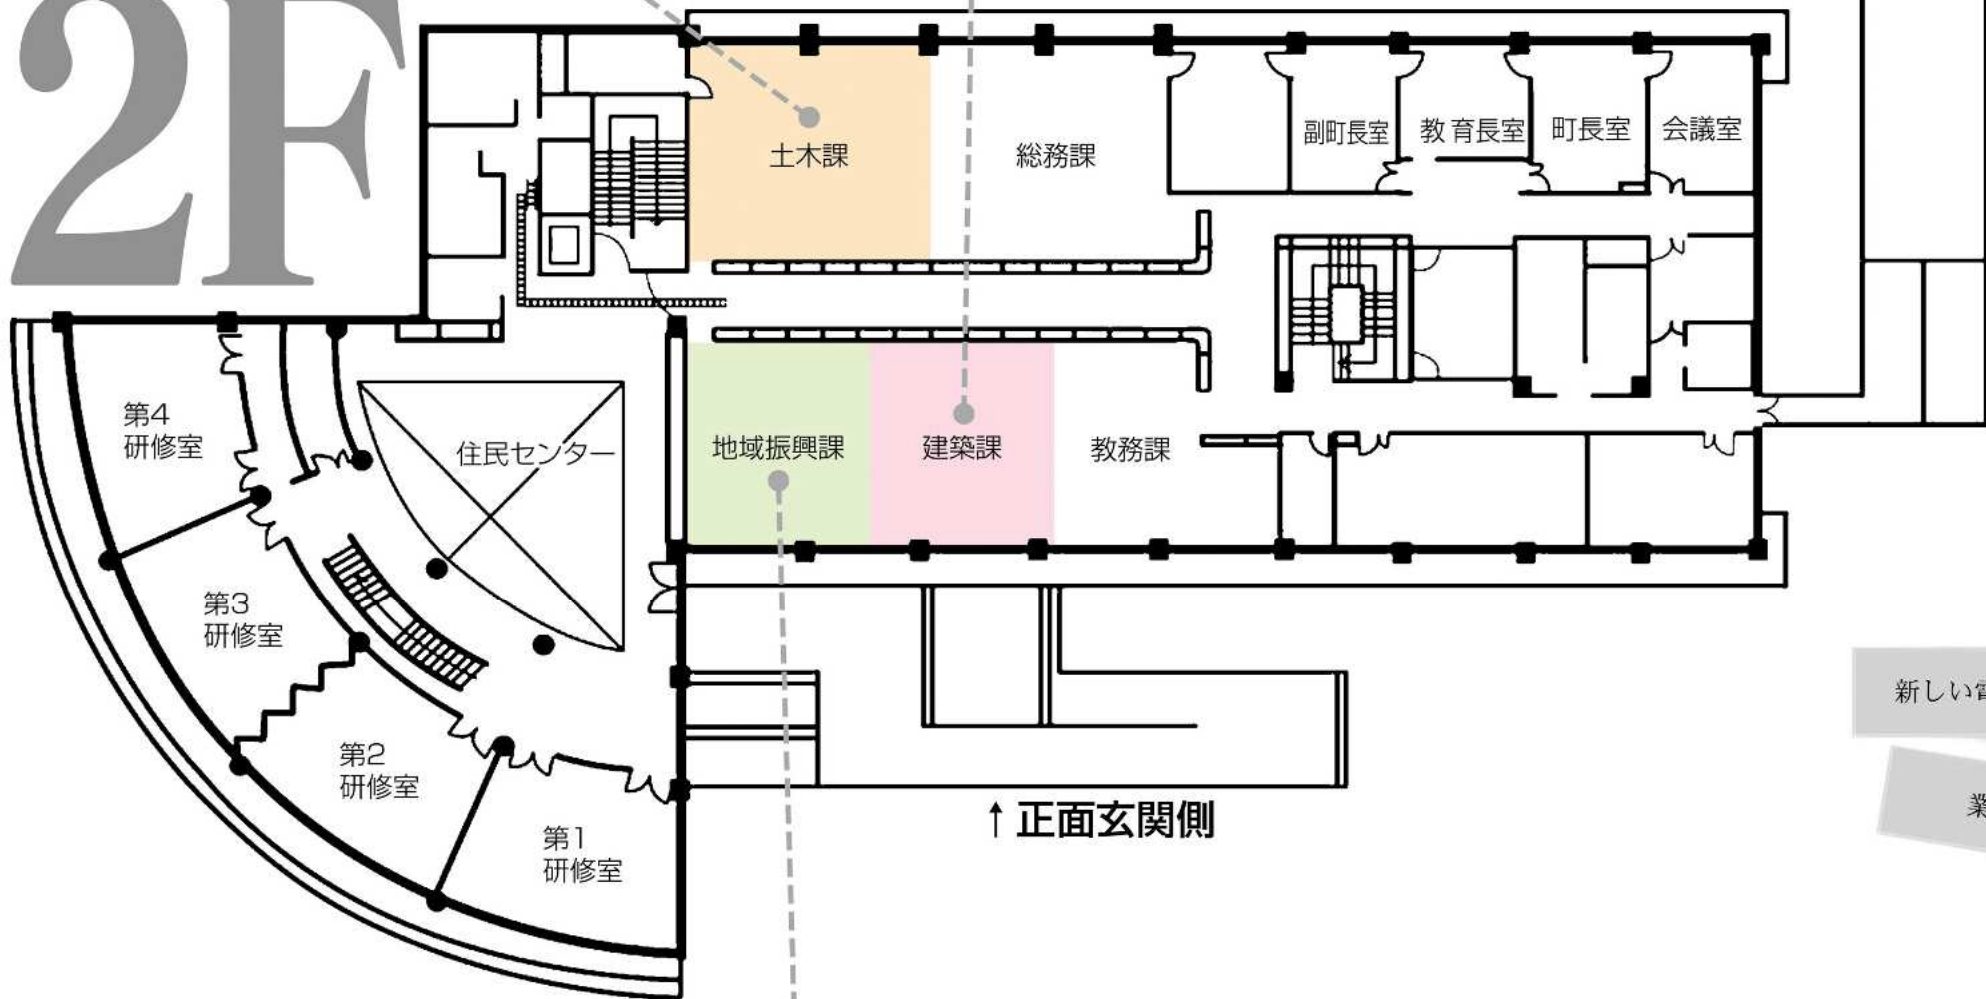 2F
土木課
総務課
副町長室
教育長室
町長室
会議室
第4
研修室
住民センター
地域振興課
建築課
教務課
第3
研修室
第2
研修室
第1
研修室
↑正面玄関側
新しい
業